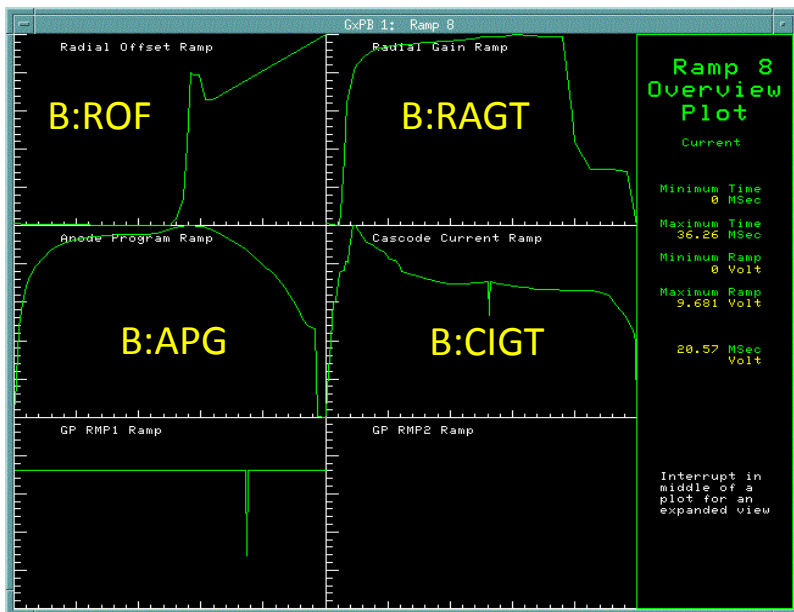 GxPB 1: Ramp 8
Radial Offset Ramp
B:ROF
Radial Gain Ramp
B:RAGT
Anode Program Ramp
B:APG
Cascode Current Ramp
B:CIGT
GP RMP1 Ramp
GP RMP2 Ramp
Ramp 8
Overview
Plot
Current
Minimum Time
0 MSec
Maximum Time
36.26 MSec
Minimum Ramp
0 Volt
Maximum Ramp
9.681 Volt
20.57 MSec
Volt
Interrupt in
middle of a
plot for an
expanded view